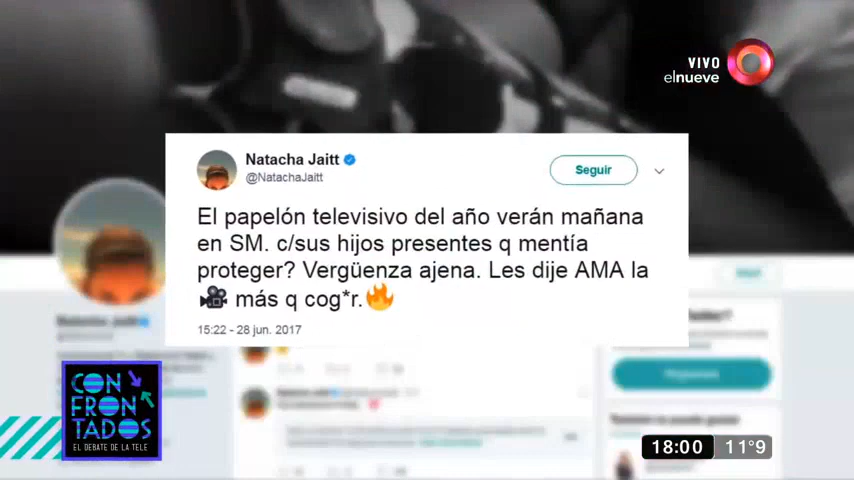 VIVO
elnueve
Natacha Jaitt
@NatachaJaitt
Seguir
El papelón televisivo del año verán mañana
en SM. c/sus hijos presentes q mentía
proteger? Vergüenza ajena. Les dije AMA la
🎥 más q cog*r.🔥
15:22 - 28 jun. 2017
Natacha Jaitt
CON
FRON
TADOS
EL DEBATE DE LA TELE
18:00 11°9